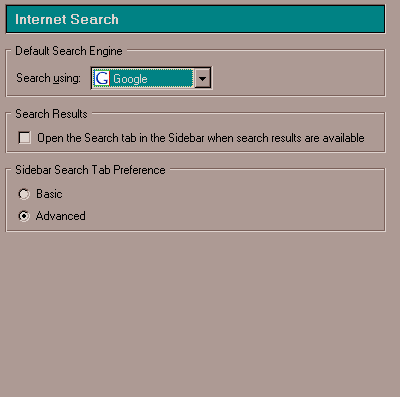 Internet Search
Default Search Engine
Search using: Google
Search Results
Open the Search tab in the Sidebar when search results are available
Sidebar Search Tab Preference
Basic
Advanced